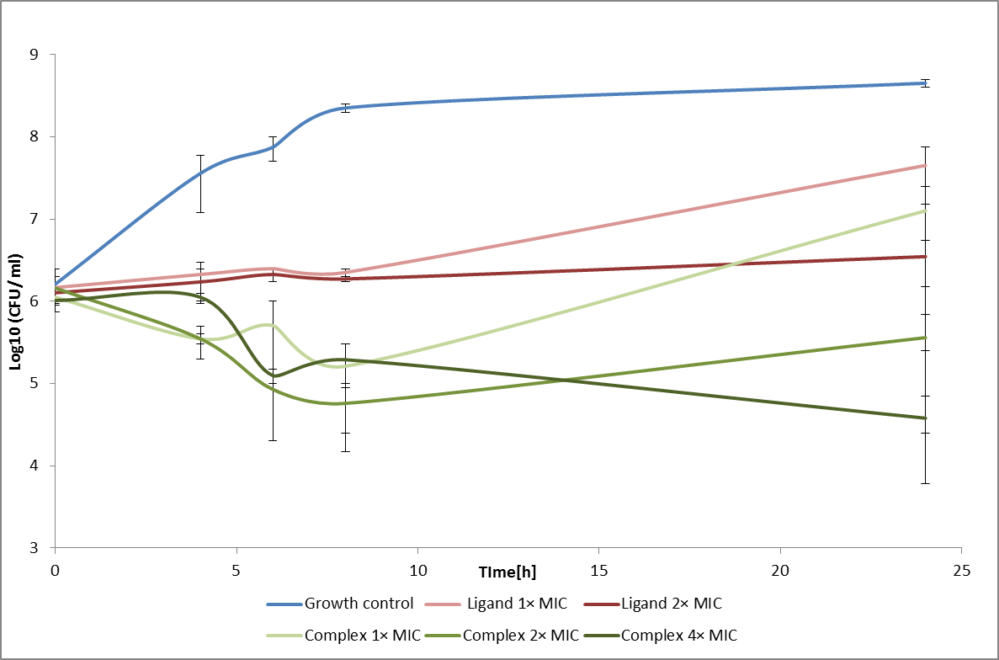 9
8
7
6
5
4
3
Log10 (CFU/ ml)
0 5 10 15 20 25
TIme[h]
Growth control Ligand 1× MIC Ligand 2× MIC
Complex 1× MIC Complex 2× MIC Complex 4× MIC